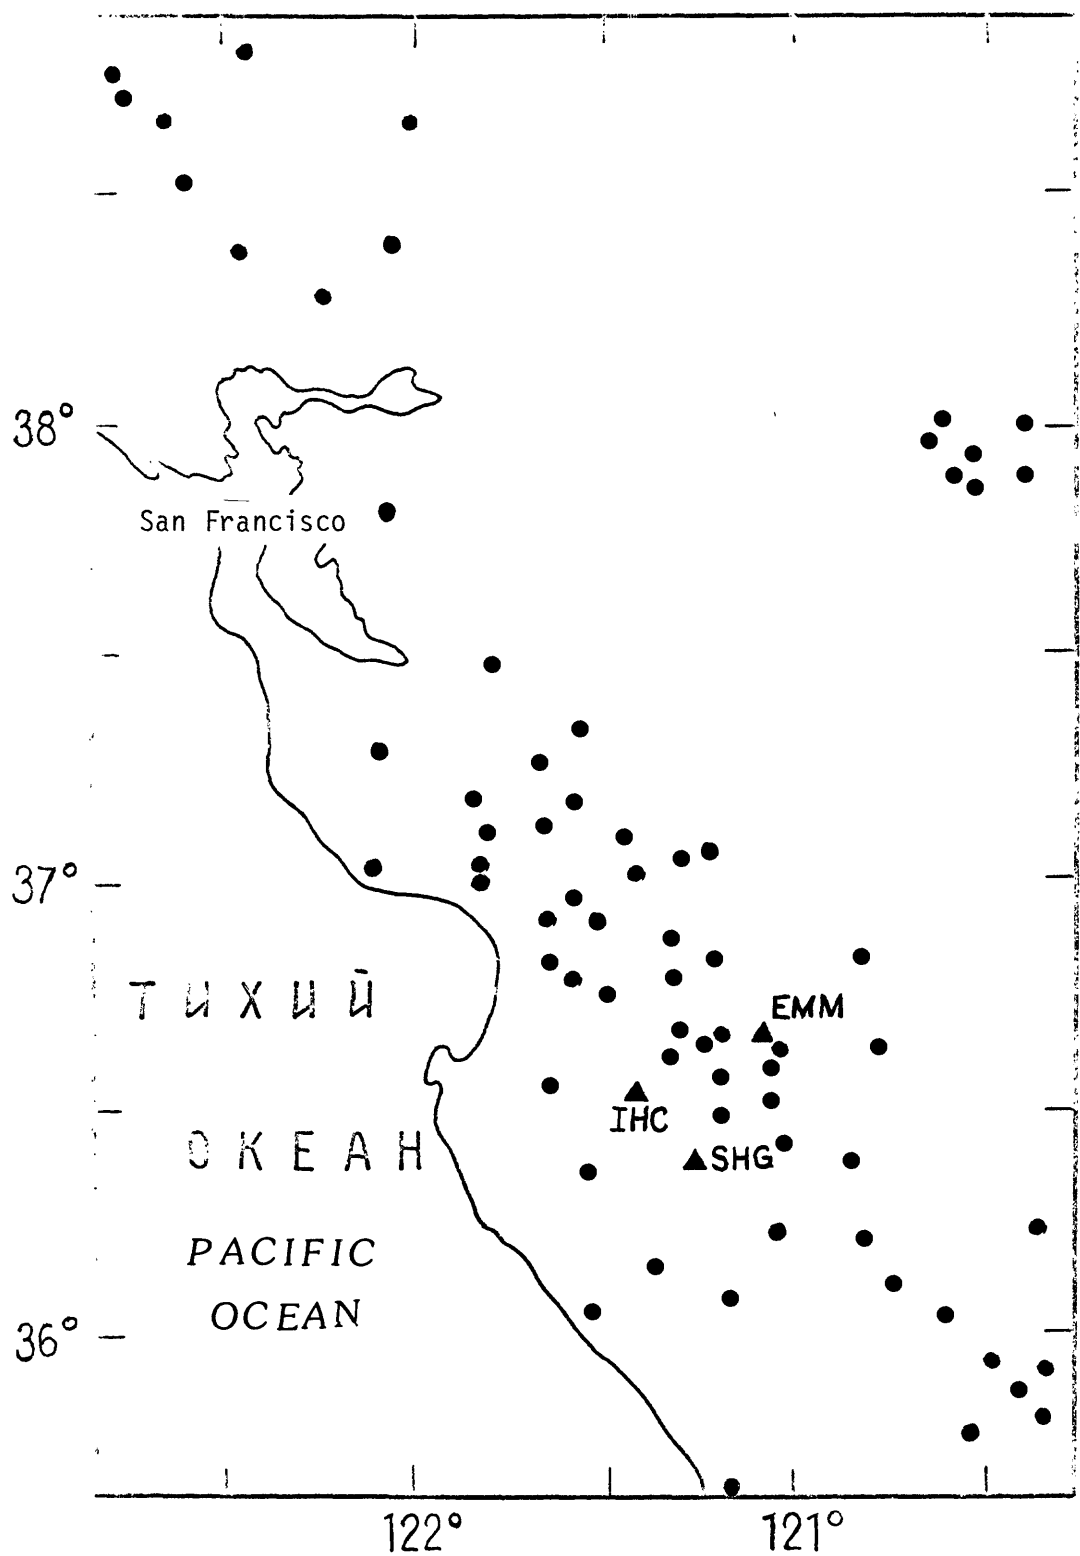 38°
San Francisco
37°
ТИХИЙ
EMM
IHC
ОКЕАН
SHG
PACIFIC
OCEAN
36°
122°
121°